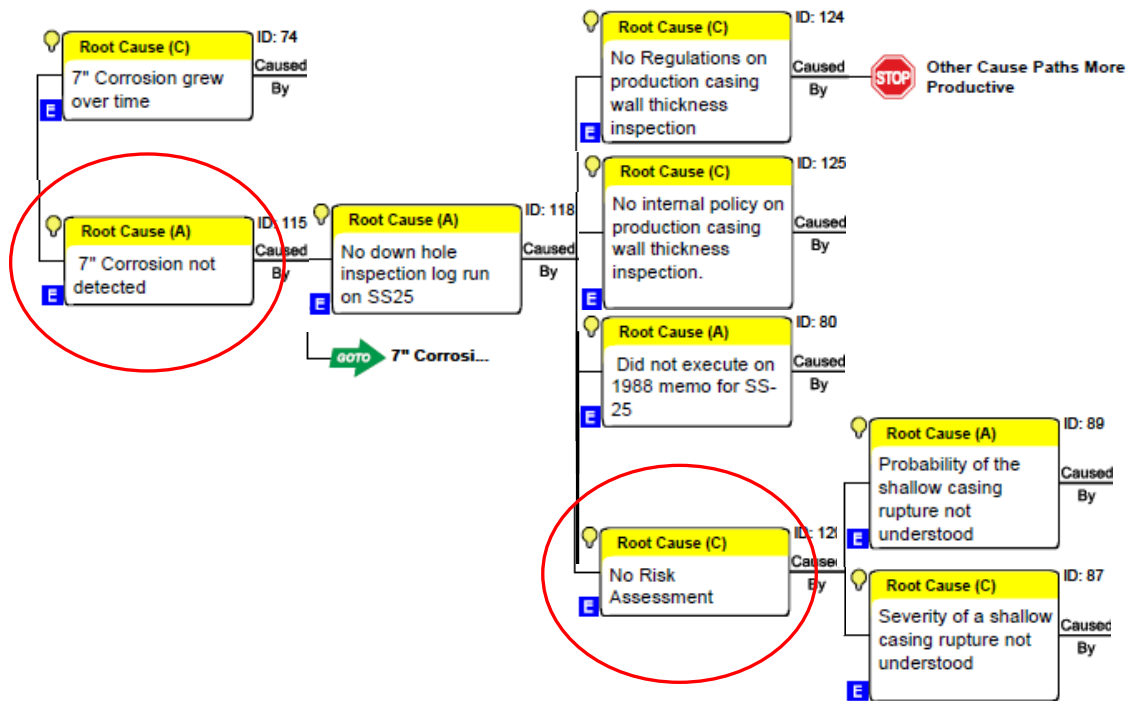 Root Cause (C)
ID: 74
7" Corrosion grew
over time
Caused
By
E
Root Cause (A)
ID: 115
7" Corrosion not
detected
Caused
By
E
Root Cause (A)
ID: 118
No down hole
inspection log run
on SS25
Caused
By
E
GOTO
7" Corrosi...
Root Cause (C)
ID: 124
No Regulations on
production casing
wall thickness
inspection
Caused
By
E
STOP
Other Cause Paths More
Productive
Root Cause (C)
ID: 125
No internal policy on
production casing
wall thickness
inspection.
Caused
By
E
Root Cause (A)
ID: 80
Did not execute on
1988 memo for SS-
25
Caused
By
E
Root Cause (C)
ID:
No Risk
Assessment
Caused
By
E
Root Cause (A)
ID: 89
Probability of the
shallow casing
rupture not
understood
Caused
By
E
Root Cause (C)
ID: 87
Severity of a shallow
casing rupture not
understood
Caused
By
E